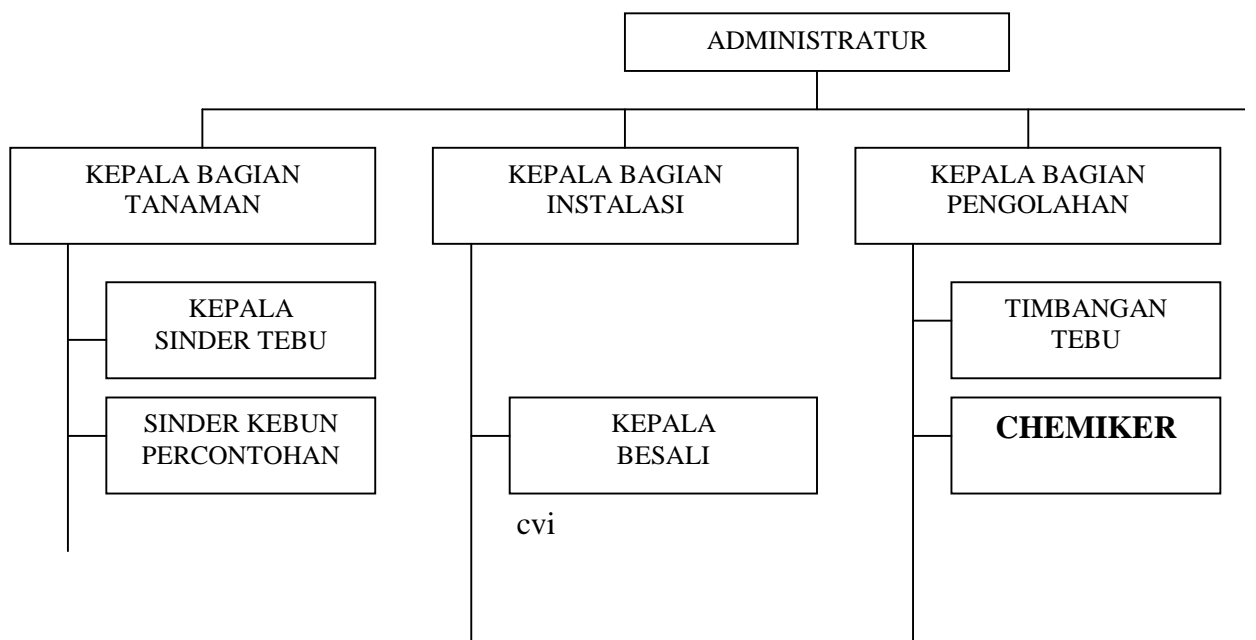 ADMINISTRATUR
KEPALA BAGIAN
TANAMAN
KEPALA BAGIAN
INSTALASI
KEPALA BAGIAN
PENGOLAHAN
KEPALA
SINDER TEBU
TIMBANGAN
TEBU
SINDER KEBUN
PERCONTOHAN
KEPALA
BESALI
CHEMIKER
cvi